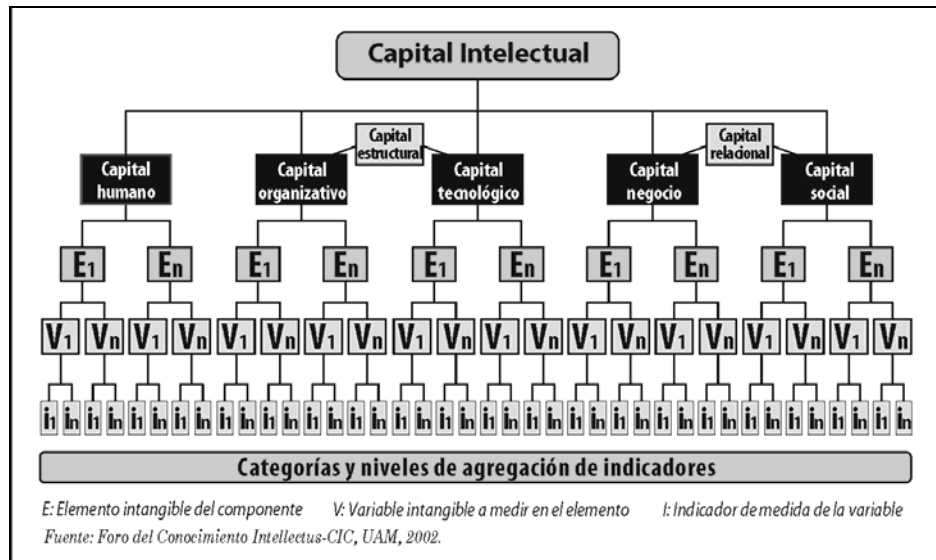 Capital Intelectual
Capital
estructural
Capital
relacional
Capital
humano
Capital
organizativo
Capital
tecnológico
Capital
negocio
Capital
social
E1 En E1 En E1 En E1 En E1 En
V1 Vn V1 Vn V1 Vn V1 Vn V1 Vn V1 Vn V1 Vn V1 Vn V1 Vn V1 Vn
i1 in i1 in i1 in i1 in i1 in i1 in i1 in i1 in i1 in i1 in i1 in i1 in i1 in i1 in i1 in i1 in i1 in i1 in i1 in i1 in
Categorías y niveles de agregación de indicadores
E: Elemento intangible del componente V: Variable intangible a medir en el elemento I: Indicador de medida de la variable
Fuente: Foro del Conocimiento Intellectus-CIC, UAM, 2002.